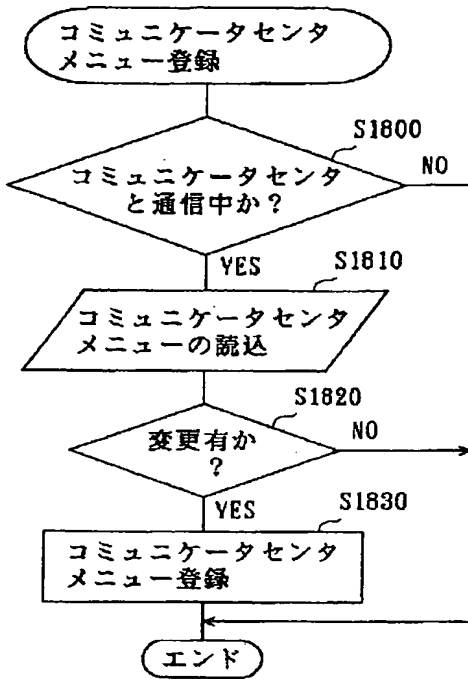 コミュニケータセンタ
メニュー登録
S1800
コミュニケータセンタ
と通信中か?
NO
YES
S1810
コミュニケータセンタ
メニューの読込
S1820
変更有か
?
NO
YES
S1830
コミュニケータセンタ
メニュー登録
エンド